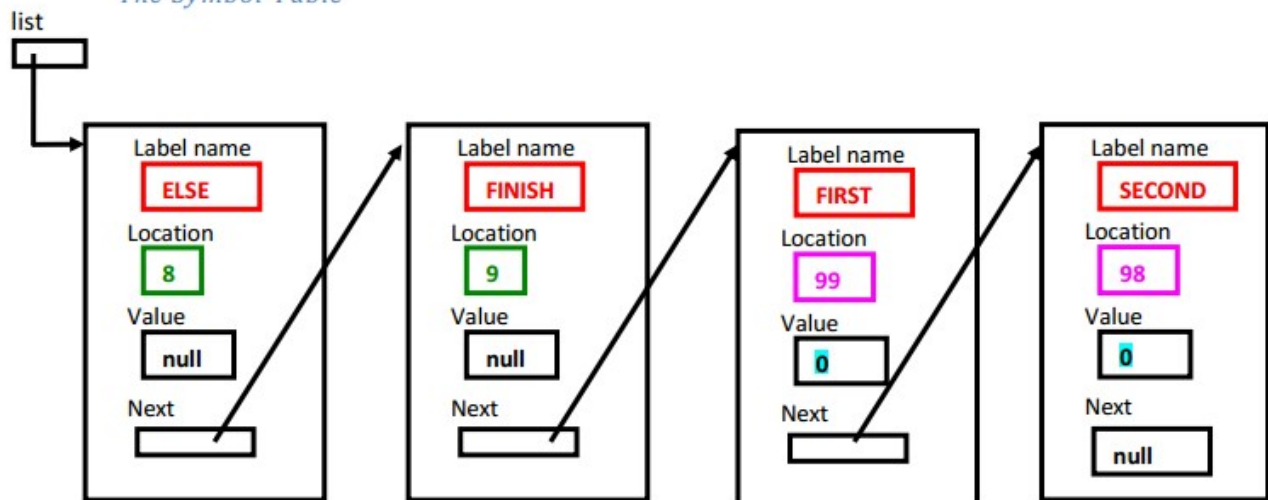 The Symbol Table
list
Label name
ELSE
Location
8
Value
null
Next
Label name
FINISH
Location
9
Value
null
Next
Label name
FIRST
Location
99
Value
0
Next
Label name
SECOND
Location
98
Value
0
Next
null